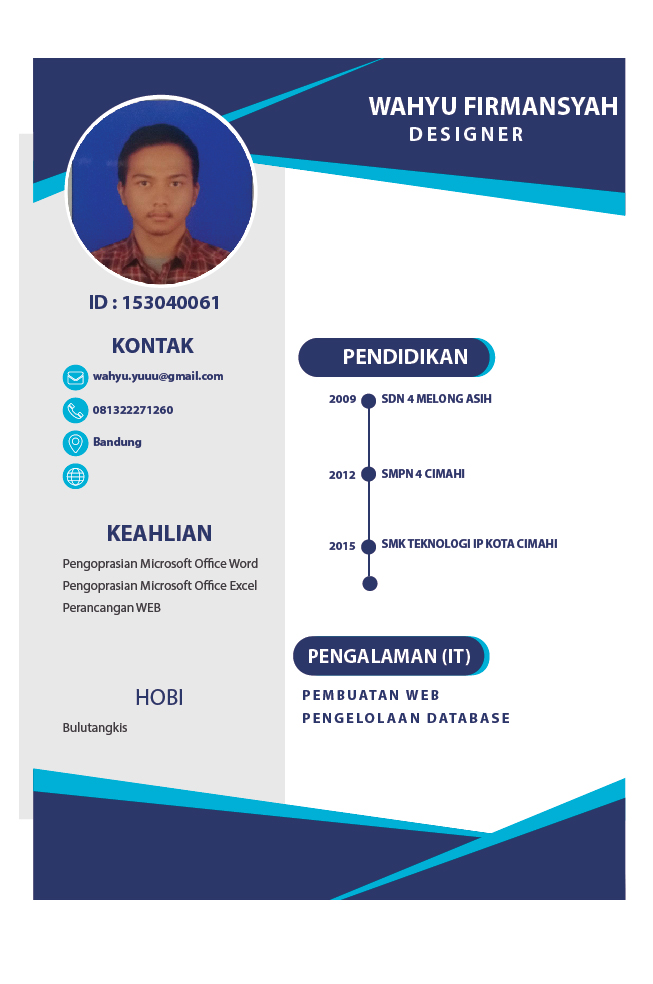 WAHYU FIRMANSYAH
DESIGNER
ID : 153040061
KONTAK
wahyu.yuuu@gmail.com
081322271260
Bandung
KEAHLIAN
Pengoprasian Microsoft Office Word
Pengoprasian Microsoft Office Excel
Perancangan WEB
HOBI
Bulutangkis
PENDIDIKAN
2009 SDN 4 MELONG ASIH
2012 SMPN 4 CIMAHI
2015 SMK TEKNOLOGI IP KOTA CIMAHI
PENGALAMAN (IT)
PEMBUATAN WEB
PENGELOLAAN DATABASE